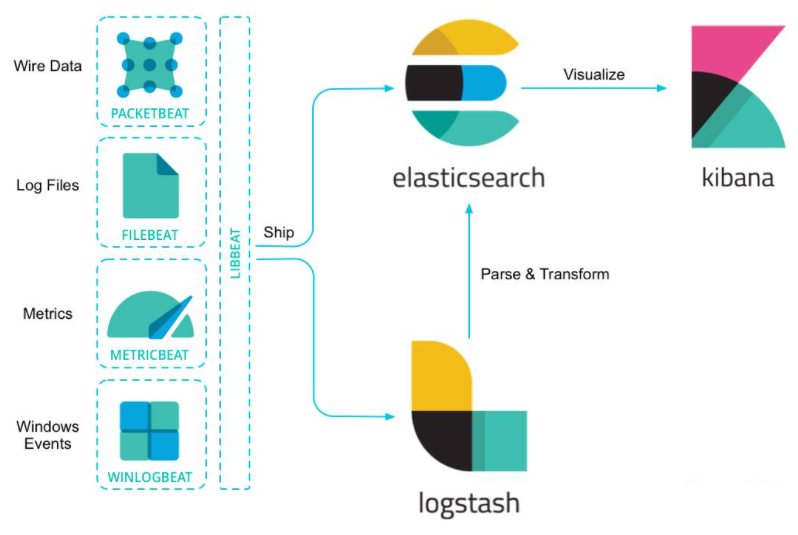 Wire Data
PACKETBEAT
Log Files
FILEBEAT
Metrics
METRICBEAT
Windows
Events
WINLOGBEAT
LIBBEAT
Ship
elasticsearch
Visualize
kibana
Parse & Transform
logstash